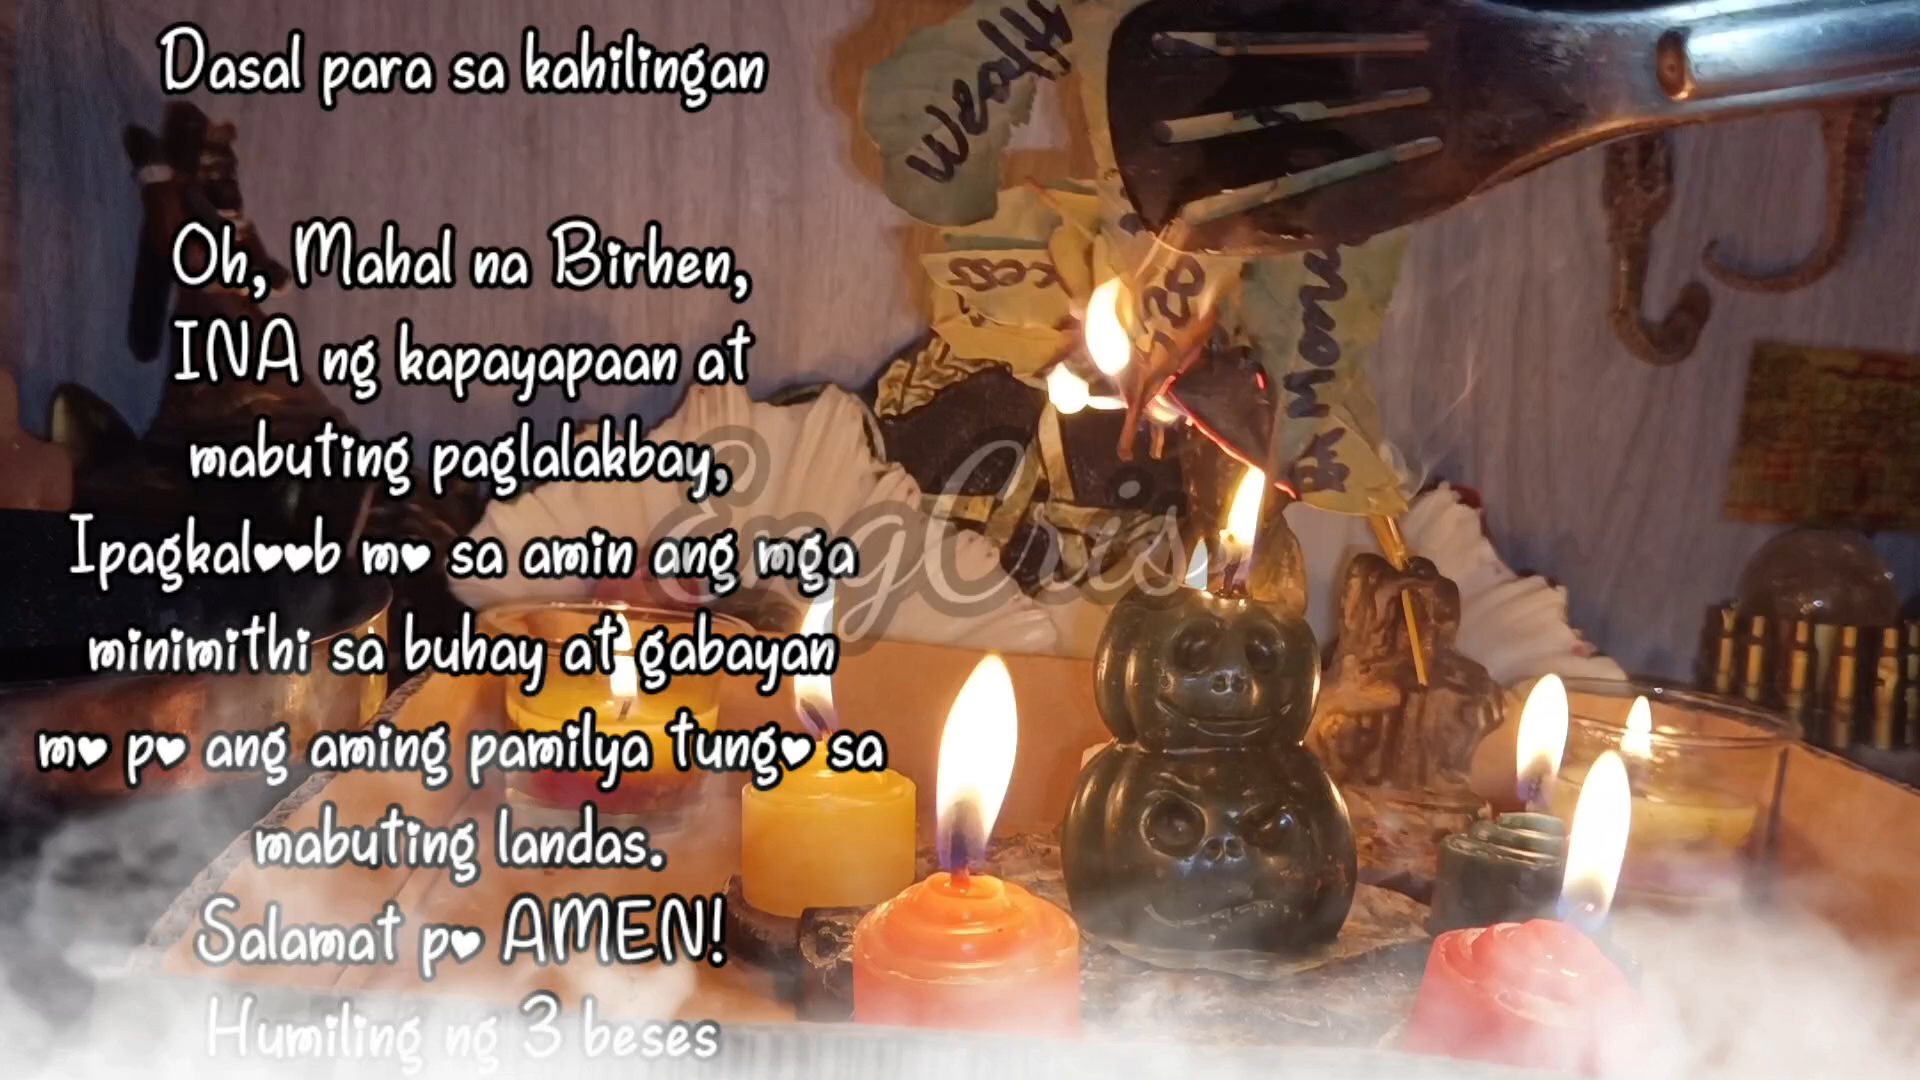 Dasal para sa kahilingan
Oh, Mahal na Birhen,
INA ng kapayapaan at
mabuting paglalakbay,
Ipagkaloob mo sa amin ang mga
minimithi sa buhay at gabayan
mo po ang aming pamilya tungo sa
mabuting landas.
Salamat po AMEN!
Humiling ng 3 beses
EngCris
Wealth